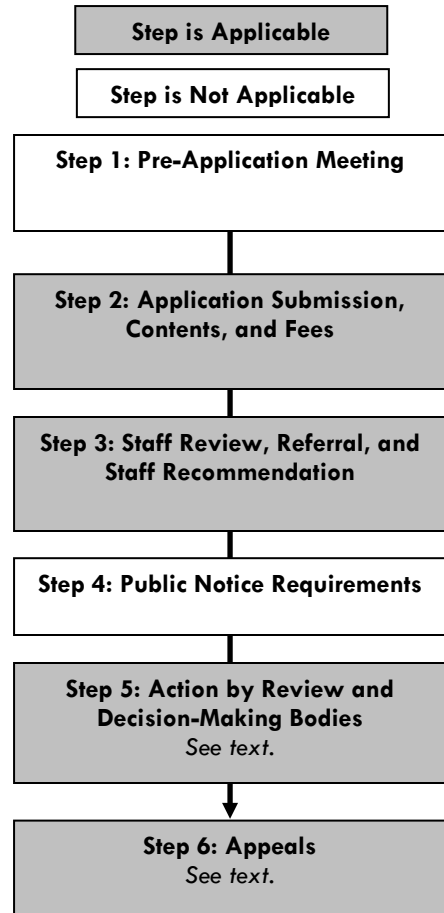 Step is Applicable
Step is Not Applicable
Step 1: Pre-Application Meeting
Step 2: Application Submission,
Contents, and Fees
Step 3: Staff Review, Referral, and
Staff Recommendation
Step 4: Public Notice Requirements
Step 5: Action by Review and
Decision-Making Bodies
See text.
Step 6: Appeals
See text.